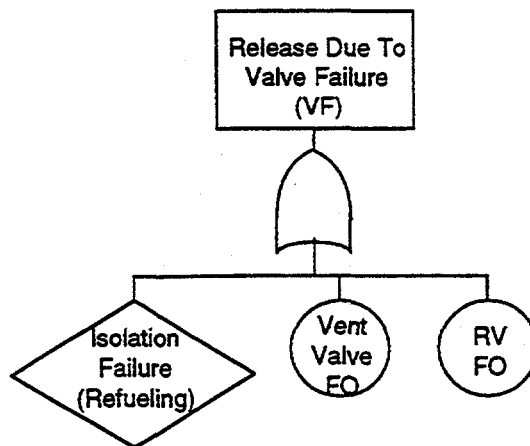 Release Due To
Valve Failure
(VF)
Isolation
Failure
(Refueling)
Vent
Valve
FO
RV
FO